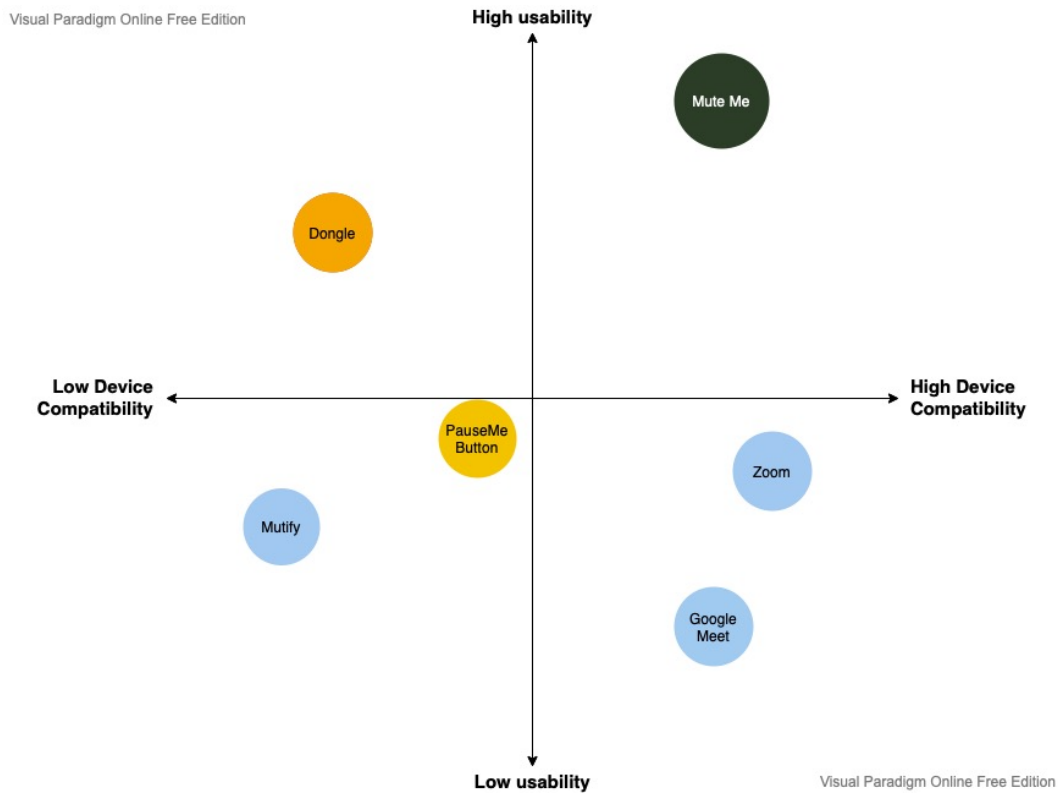 Visual Paradigm Online Free Edition
High usability
Mute Me
Dongle
Low Device
Compatibility
High Device
Compatibility
PauseMe
Button
Zoom
Mutify
Google
Meet
Low usability
Visual Paradigm Online Free Edition